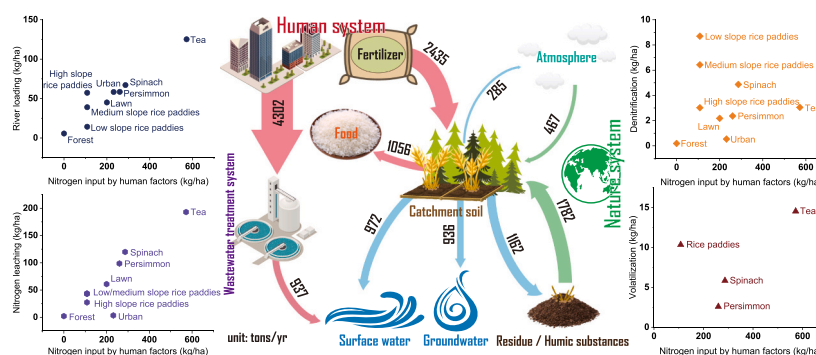 River loading (kg/ha)
150
100
50
0
Tea
High slope
rice paddies
Urban
Spinach
Persimmon
Lawn
Medium slope rice paddies
Low slope rice paddies
Forest
0 200 400 600
Nitrogen input by human factors (kg/ha)
Nitrogen leaching (kg/ha)
200
150
100
50
0
Tea
Spinach
Persimmon
Lawn
Low/medium slope rice paddies
High slope rice paddies
Forest
Urban
0 200 400 600
Nitrogen input by human factors (kg/ha)
Human system
Fertilizer
2435
4302
Food
1056
Wastewater treatment system
937
unit: tons/yr
Atmosphere
285
467
Nature system
Catchment soil
972
936
1162
1782
Surface water
Groundwater
Residue / Humic substances
Dentirification (kg/ha)
10
8
6
4
2
0
Low slope rice paddies
Medium slope rice paddies
Spinach
High slope rice paddies
Tea
Lawn
Persimmon
Forest
Urban
0 200 400 600
Nitrogen input by human factors (kg/ha)
Volatilization (kg/ha)
15
10
5
0
Tea
Rice paddies
Spinach
Persimmon
0 200 400 600
Nitrogen input by human factors (kg/ha)